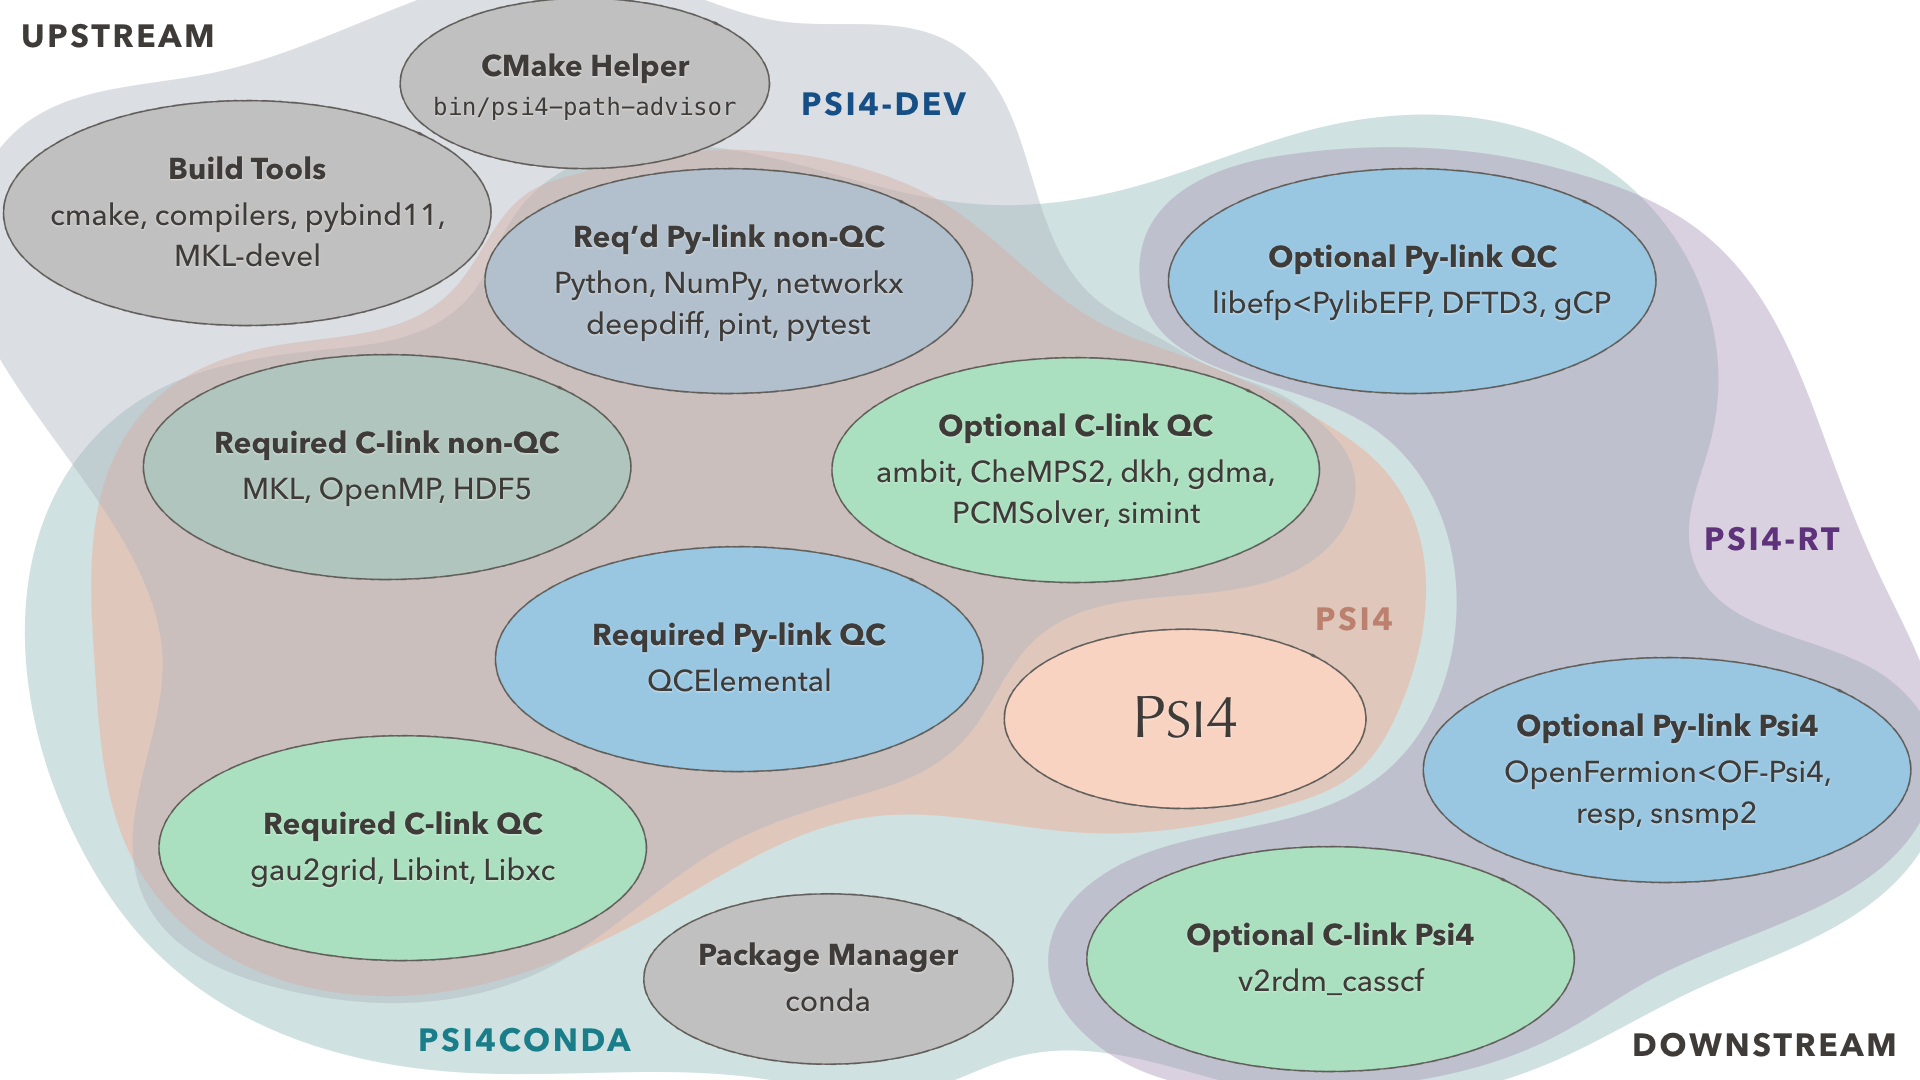 UPSTREAM
CMake Helper
bin/psi4-path-advisor
PSI4-DEV
Build Tools
cmake, compilers, pybind11,
MKL-devel
Req’d Py-link non-QC
Python, NumPy, networkx
deepdiff, pint, pytest
Optional Py-link QC
libefp<PylibEFP, DFTD3, gCP
Required C-link non-QC
MKL, OpenMP, HDF5
Optional C-link QC
ambit, CheMPS2, dkh, gdma,
PCMSolver, simint
PSI4-RT
Required Py-link QC
QCElemental
PSI4
PSI4
Optional Py-link Psi4
OpenFermion<OF-Psi4,
resp, snsmp2
Required C-link QC
gau2grid, Libint, Libxc
Package Manager
conda
Optional C-link Psi4
v2rdm_casscf
PSI4CONDA
DOWNSTREAM